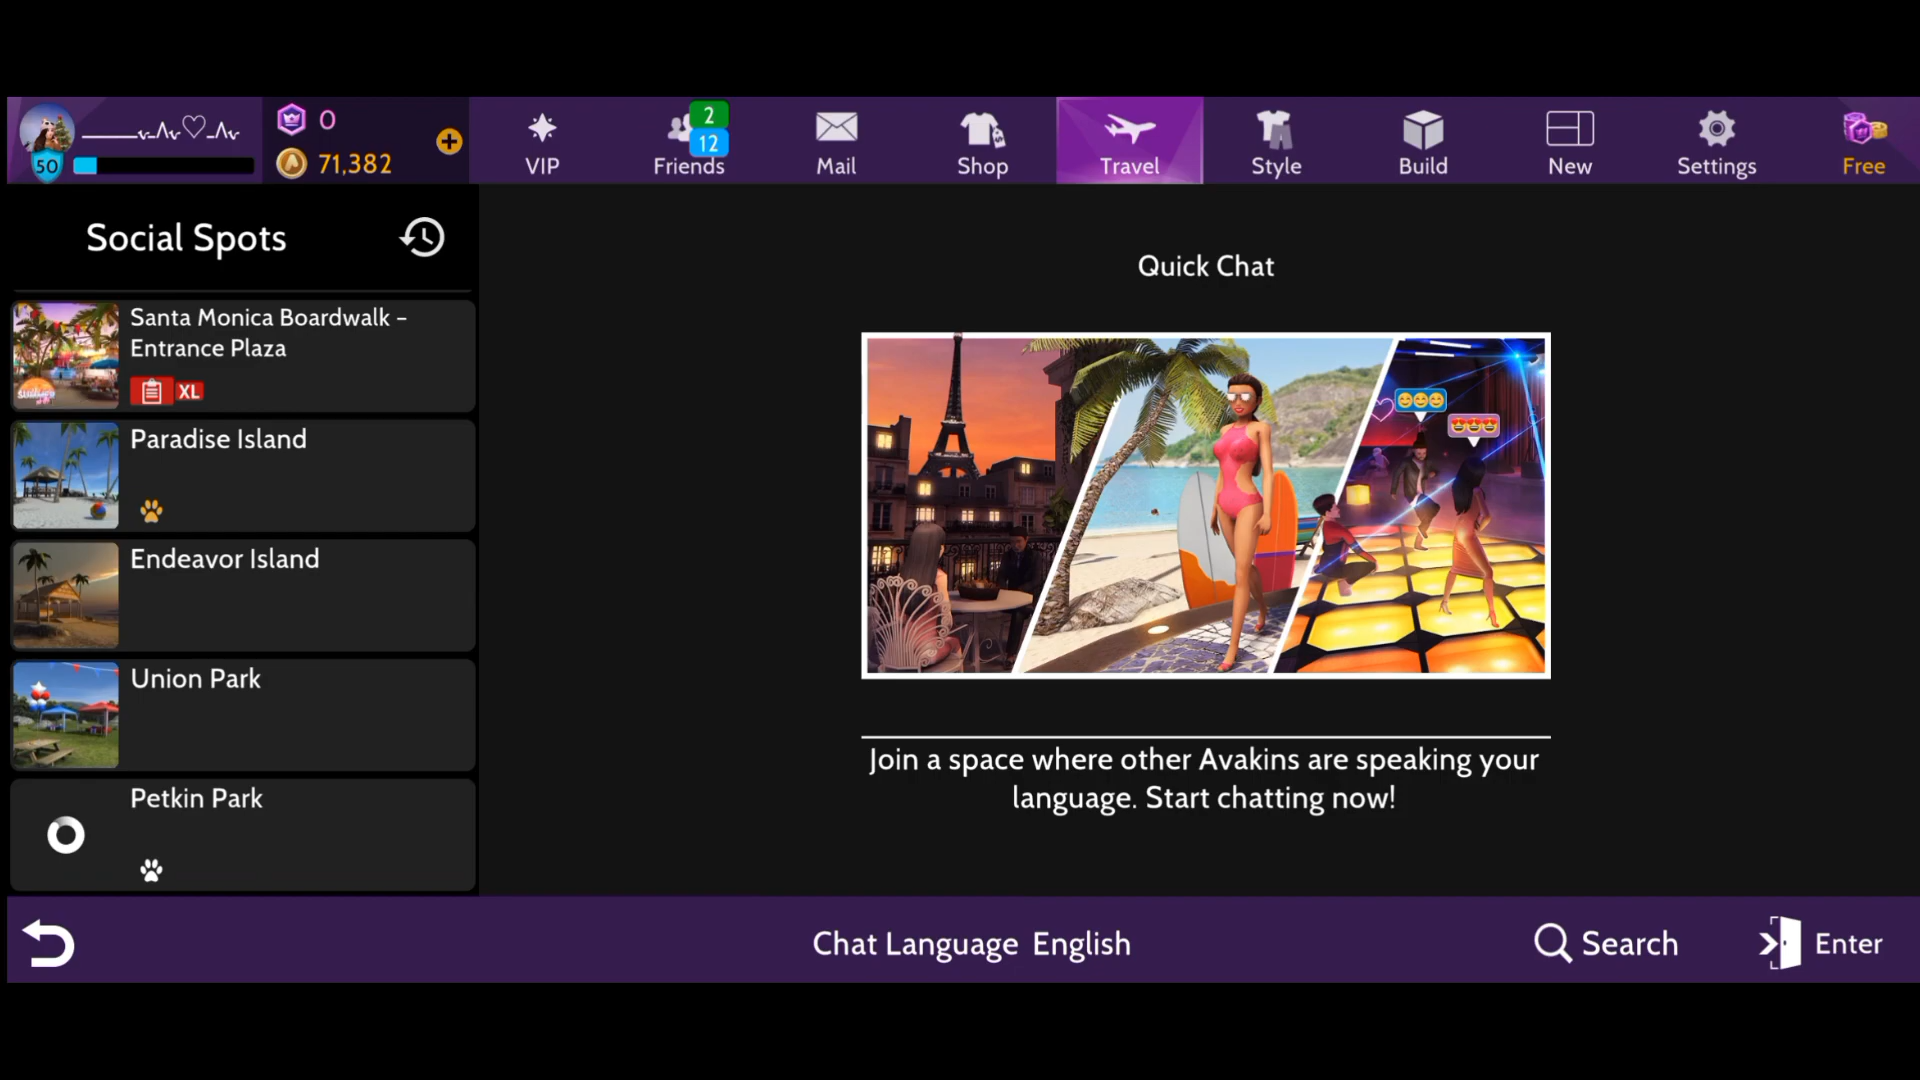 50
0
71,382
VIP
2
12
Friends
Mail
Shop
Travel
Style
Build
New
Settings
Free
Social Spots
Quick Chat
Santa Monica Boardwalk –
Entrance Plaza
XL
Paradise Island
Endeavor Island
Union Park
Petkin Park
Join a space where other Avakins are speaking your
language. Start chatting now!
Chat Language English
Search
Enter